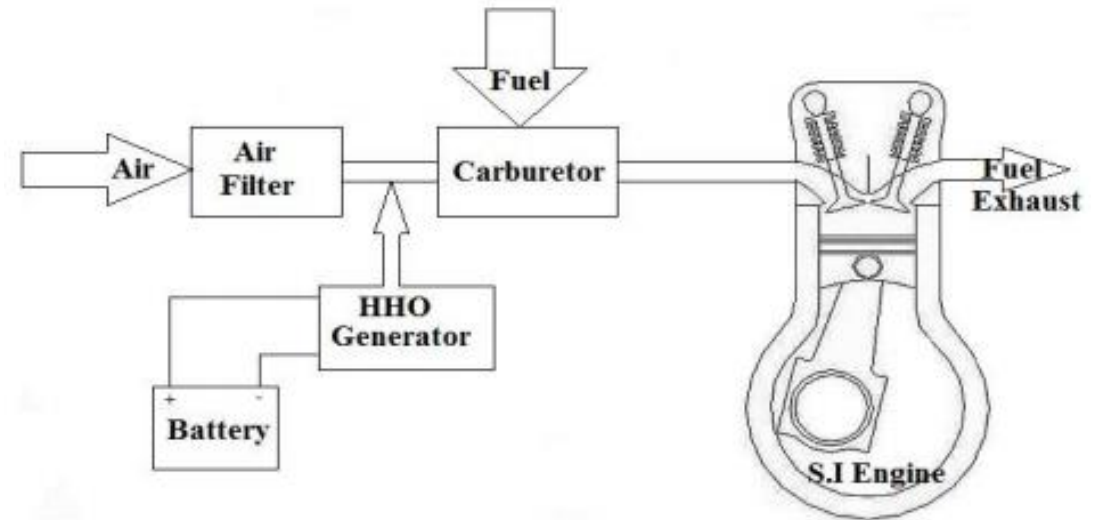 Fuel
Air
Air
Filter
Carburetor
Fuel
Exhaust
HHO
Generator
+ -
Battery
S.I Engine